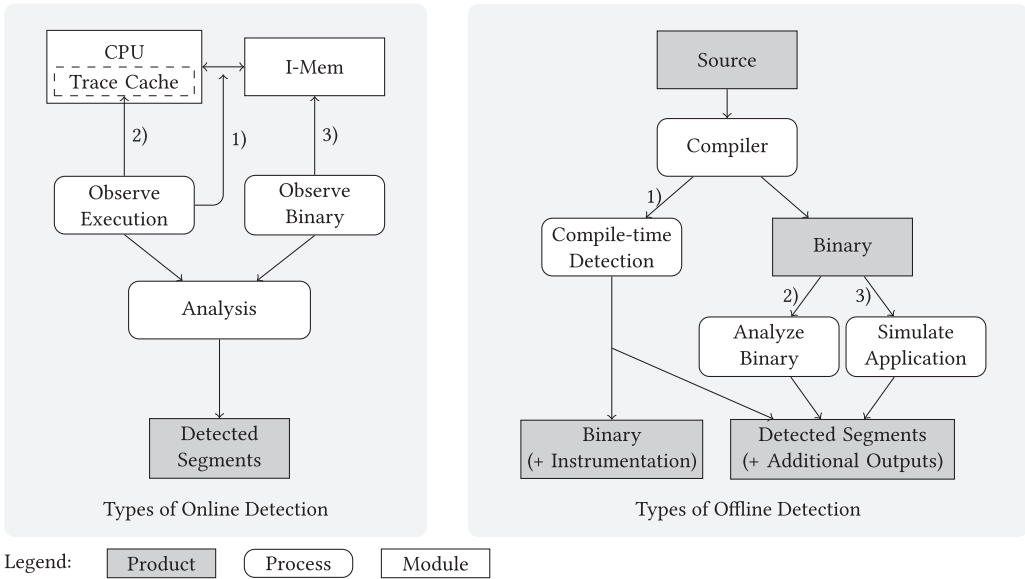 CPU
Trace Cache
I-Mem
2)
1)
3)
Observe
Execution
Observe
Binary
Analysis
Detected
Segments
Types of Online Detection
Source
Compiler
1)
Compile-time
Detection
Binary
2)
3)
Analyze
Binary
Simulate
Application
Binary
(+ Instrumentation)
Detected Segments
(+ Additional Outputs)
Types of Offline Detection
Legend:
Product
Process
Module